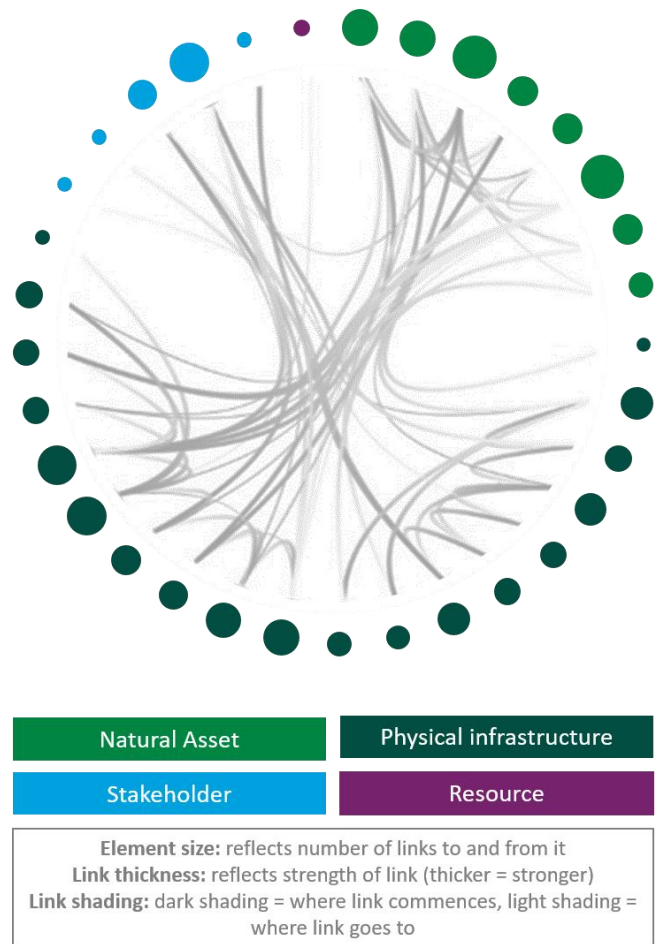 Natural Asset
Physical infrastructure
Stakeholder
Resource
Element size: reflects number of links to and from it
Link thickness: reflects strength of link (thicker = stronger)
Link shading: dark shading = where link commences, light shading =
where link goes to